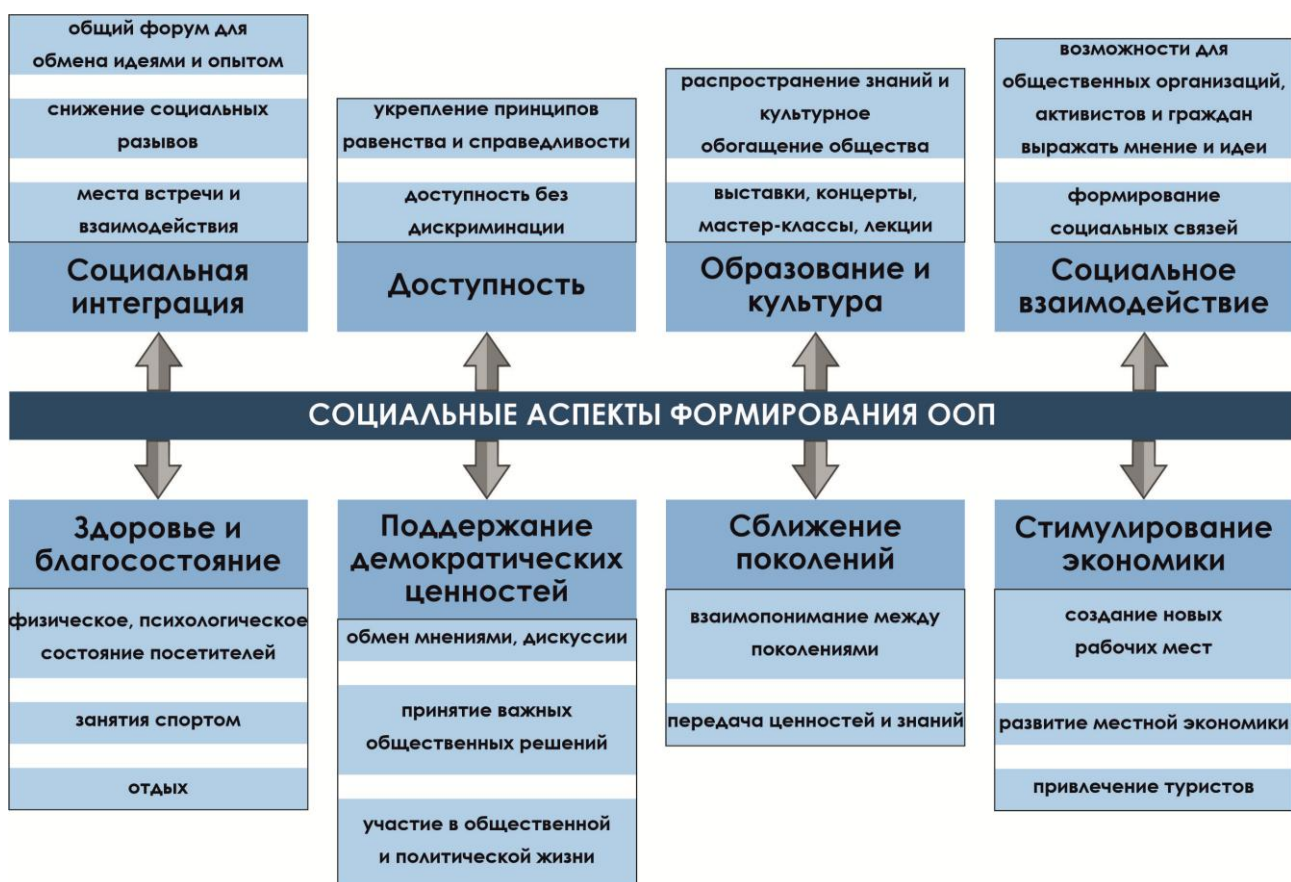 общий форум для
обмена идеями и опытом
снижение социальных
разывов
места встречи и
взаимодействия
Социальная
интеграция
укрепление принципов
равенства и справедливости
доступность без
дискриминации
Доступность
распространение знаний и
культурное
обогащение общества
выставки, концерты,
мастер-классы, лекции
Образование и
культура
возможности для
общественных организаций,
активистов и граждан
выражать мнение и идеи
формирование
социальных связей
Социальное
взаимодействие
СОЦИАЛЬНЫЕ АСПЕКТЫ ФОРМИРОВАНИЯ ООП
Здоровье и
благосостояние
физическое, психологическое
состояние посетителей
занятия спортом
отдых
Поддержание
демократических
ценностей
обмен мнениями, дискуссии
принятие важных
общественных решений
участие в общественной
и политической жизни
Сближение
поколений
взаимопонимание между
поколениями
передача ценностей и знаний
Стимулирование
экономики
создание новых
рабочих мест
развитие местной экономики
привлечение туристов